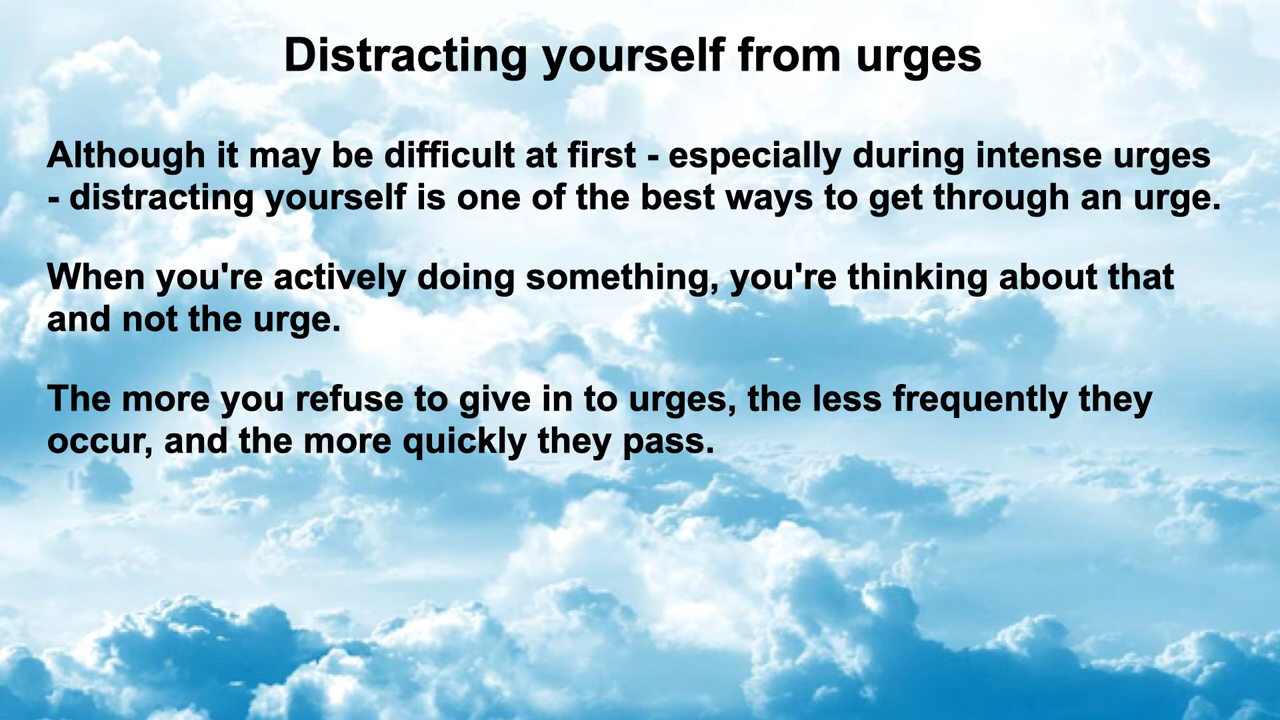 Distracting yourself from urges
Although it may be difficult at first - especially during intense urges
- distracting yourself is one of the best ways to get through an urge.
When you're actively doing something, you're thinking about that
and not the urge.
The more you refuse to give in to urges, the less frequently they
occur, and the more quickly they pass.